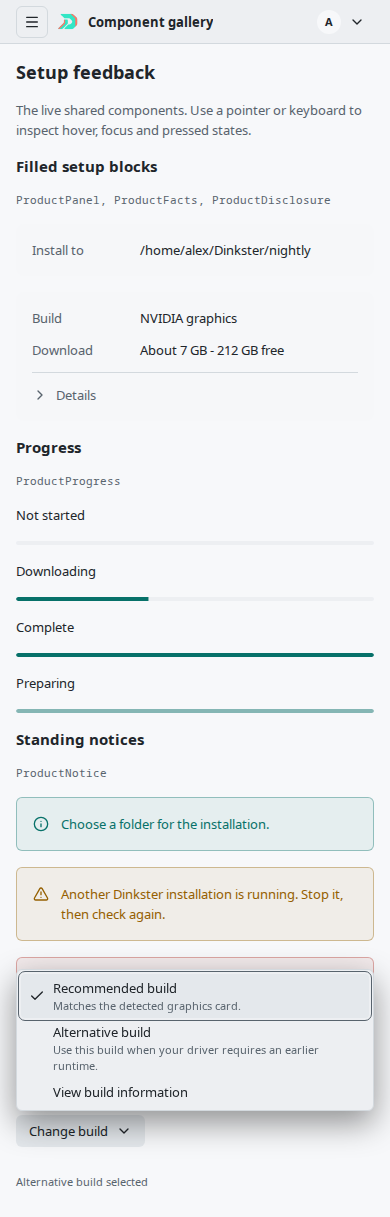 Component gallery
A
Setup feedback
The live shared components. Use a pointer or keyboard to
inspect hover, focus and pressed states.
Filled setup blocks
ProductPanel, ProductFacts, ProductDisclosure
Install to /home/alex/Dinkster/nightly
Build NVIDIA graphics
Download About 7 GB - 212 GB free
Details
Progress
ProductProgress
Not started
Downloading
Complete
Preparing
Standing notices
ProductNotice
Choose a folder for the installation.
Another Dinkster installation is running. Stop it,
then check again.
Recommended build
Matches the detected graphics card.
Alternative build
Use this build when your driver requires an earlier
runtime.
View build information
Change build
Alternative build selected